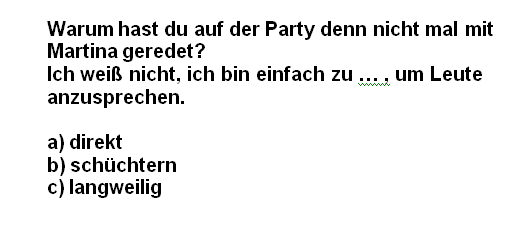 Warum hast du auf der Party denn nicht mal mit
Martina geredet?
Ich weiß nicht, ich bin einfach zu ... , um Leute
anzusprechen.
a) direkt
b) schüchtern
c) langweilig